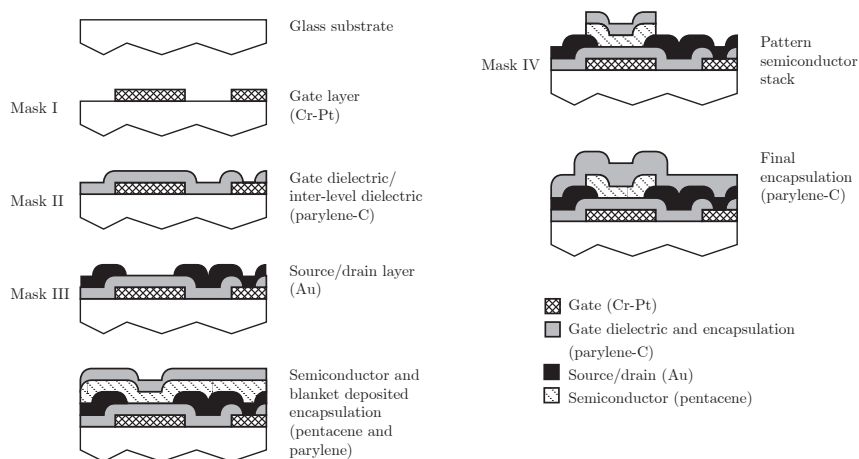 Glass substrate
Mask I
Gate layer
(Cr-Pt)
Mask II
Gate dielectric/
inter-level dielectric
(parylene-C)
Mask III
Source/drain layer
(Au)
Semiconductor and
blanket deposited
encapsulation
(pentacene and
parylene)
Mask IV
Pattern
semiconductor
stack
Final
encapsulation
(parylene-C)
Gate (Cr-Pt)
Gate dielectric and encapsulation
(parylene-C)
Source/drain (Au)
Semiconductor (pentacene)